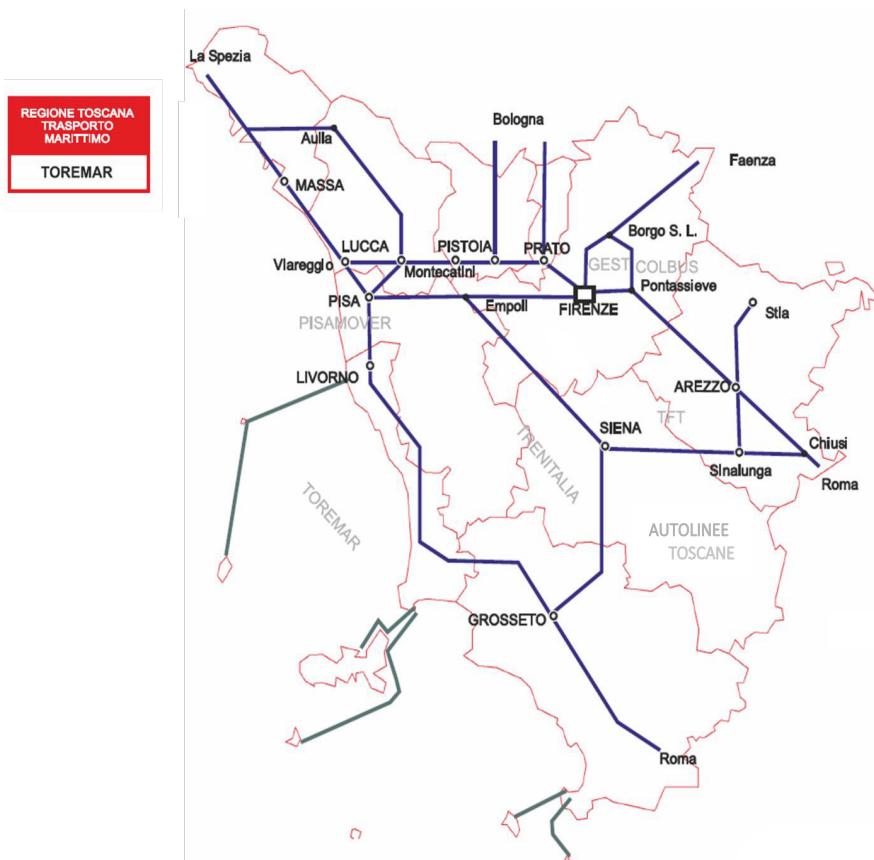 La Spezia
REGIONE TOSCANA
TRASPORTO
MARITTIMO
TOREMAR
Bologna
Aulla
Faenza
MASSA
Borgo S. L.
LUCCA
PISTOIA
PRATO
Viareggio
Montecatini
GEST
COLBUS
Pontassieve
PISA
Empoli
FIRENZE
Stia
PISAMOVER
LIVORNO
AREZZO
TFT
SIENA
Chiusi
TRENITALIA
Sinalunga
Roma
TOREMAR
AUTOLINEE
TOSCANE
GROSSETO
Roma